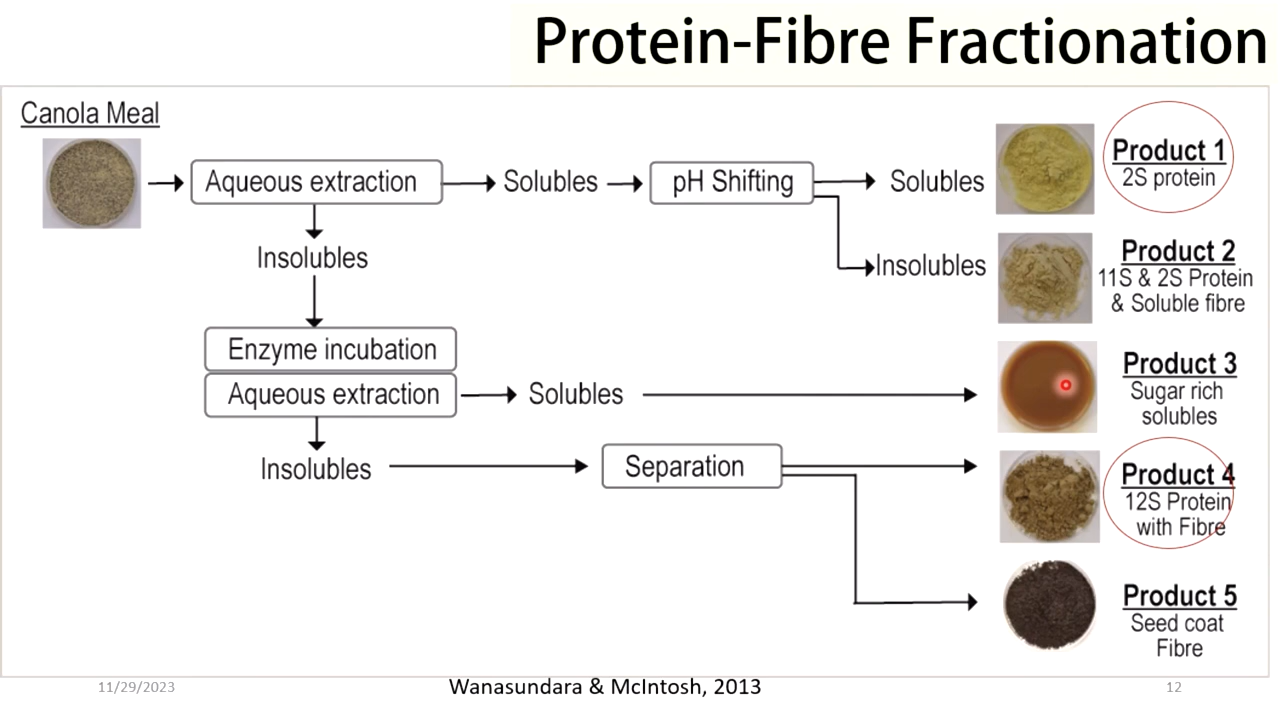 Protein-Fibre Fractionation
Canola Meal
Aqueous extraction
Solubles
pH Shifting
Solubles
Product 1
2S protein
Insolubles
Insolubles
Product 2
11S & 2S Protein
& Soluble fibre
Enzyme incubation
Aqueous extraction
Solubles
Product 3
Sugar rich
solubles
Insolubles
Separation
Product 4
12S Protein
with Fibre
Product 5
Seed coat
Fibre
11/29/2023
Wanasundara & McIntosh, 2013
12